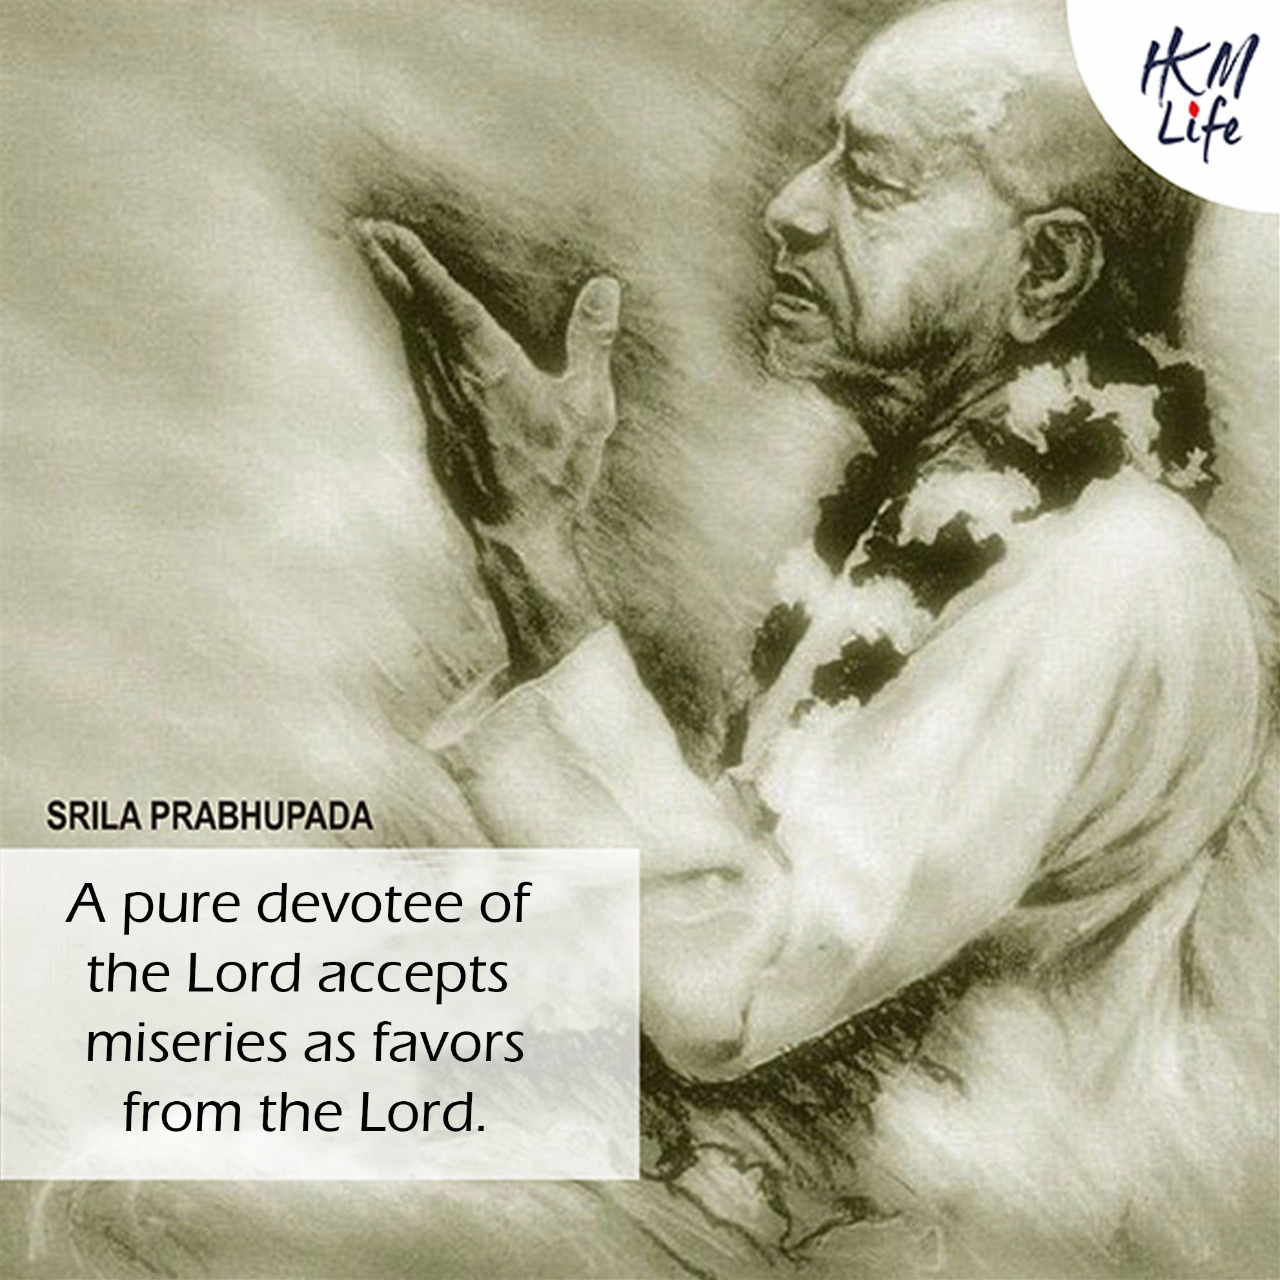 HKM
Life
SRILA PRABHUPADA
A pure devotee of
the Lord accepts
miseries as favors
from the Lord.